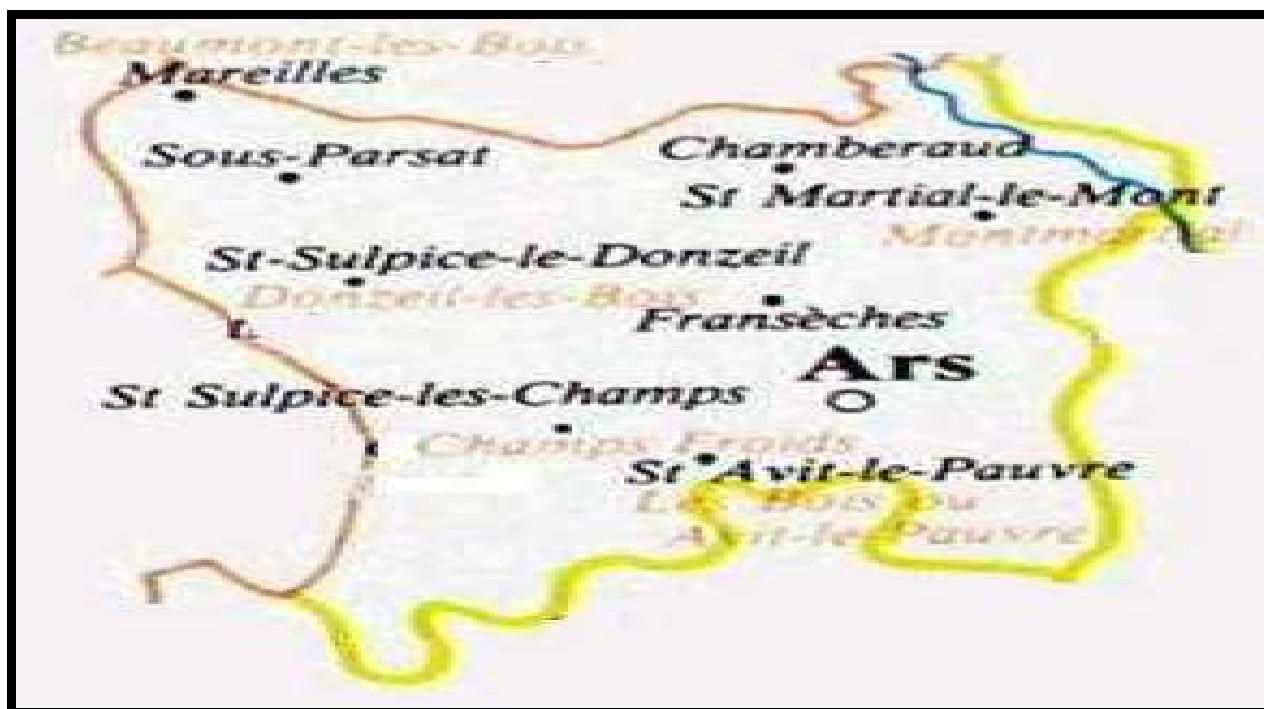 Beaumont-les-Bois
Mareilles
Sous-Parsat
Chamberaud
St Martial-le-Mont
St-Sulpice-le-Donzeil
Donzeil-les-Bois
Fransèches
Ars
St Sulpice-les-Champs
Champs Froids
St Avit-le-Pauvre
Avit-le-Pauvre